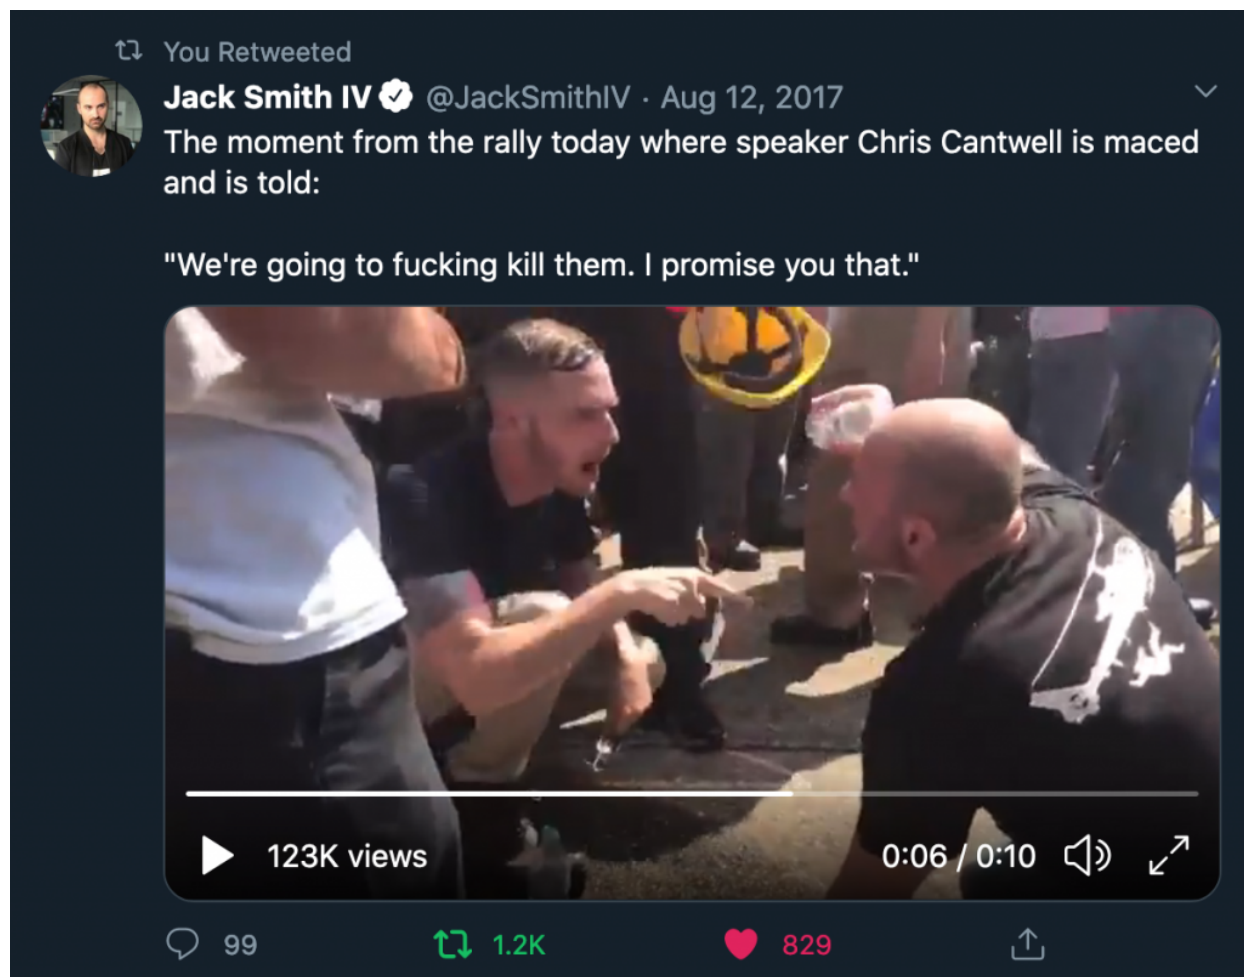 You Retweeted
Jack Smith IV @JackSmithIV · Aug 12, 2017
The moment from the rally today where speaker Chris Cantwell is maced
and is told:
"We're going to fucking kill them. I promise you that."
123K views
0:06 / 0:10
99
1.2K
829